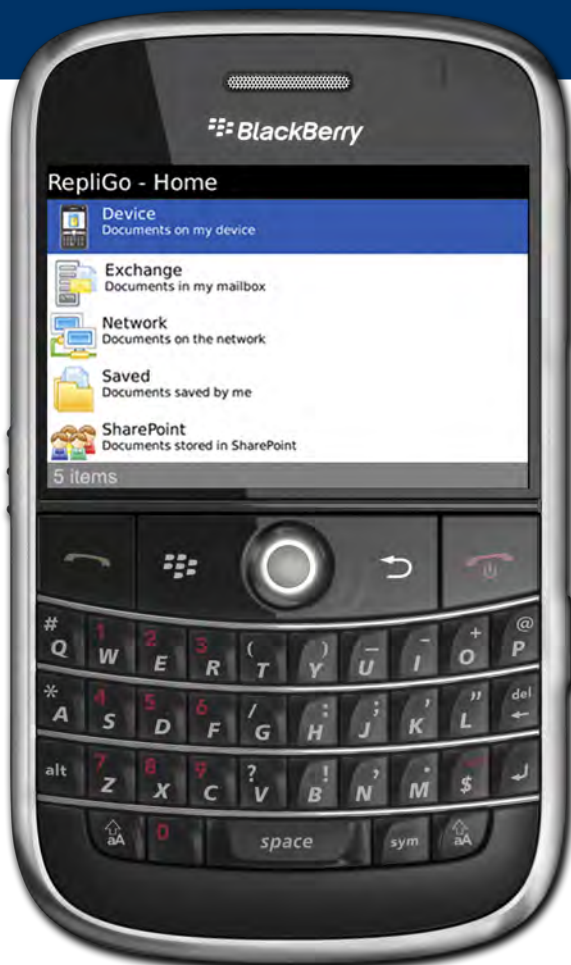 BlackBerry
RepliGo - Home
Device
Documents on my device
Exchange
Documents in my mailbox
Network
Documents on the network
Saved
Documents saved by me
SharePoint
Documents stored in SharePoint
5 items
# 1 2 3 ( ) _ - + @
Q W E R T Y U I O P
* 4 5 6 / : ; ' " del
A S D F G H J K L
alt 7 8 9 ? ! , .
Z X C V B N M $
aA 0 space sym aA